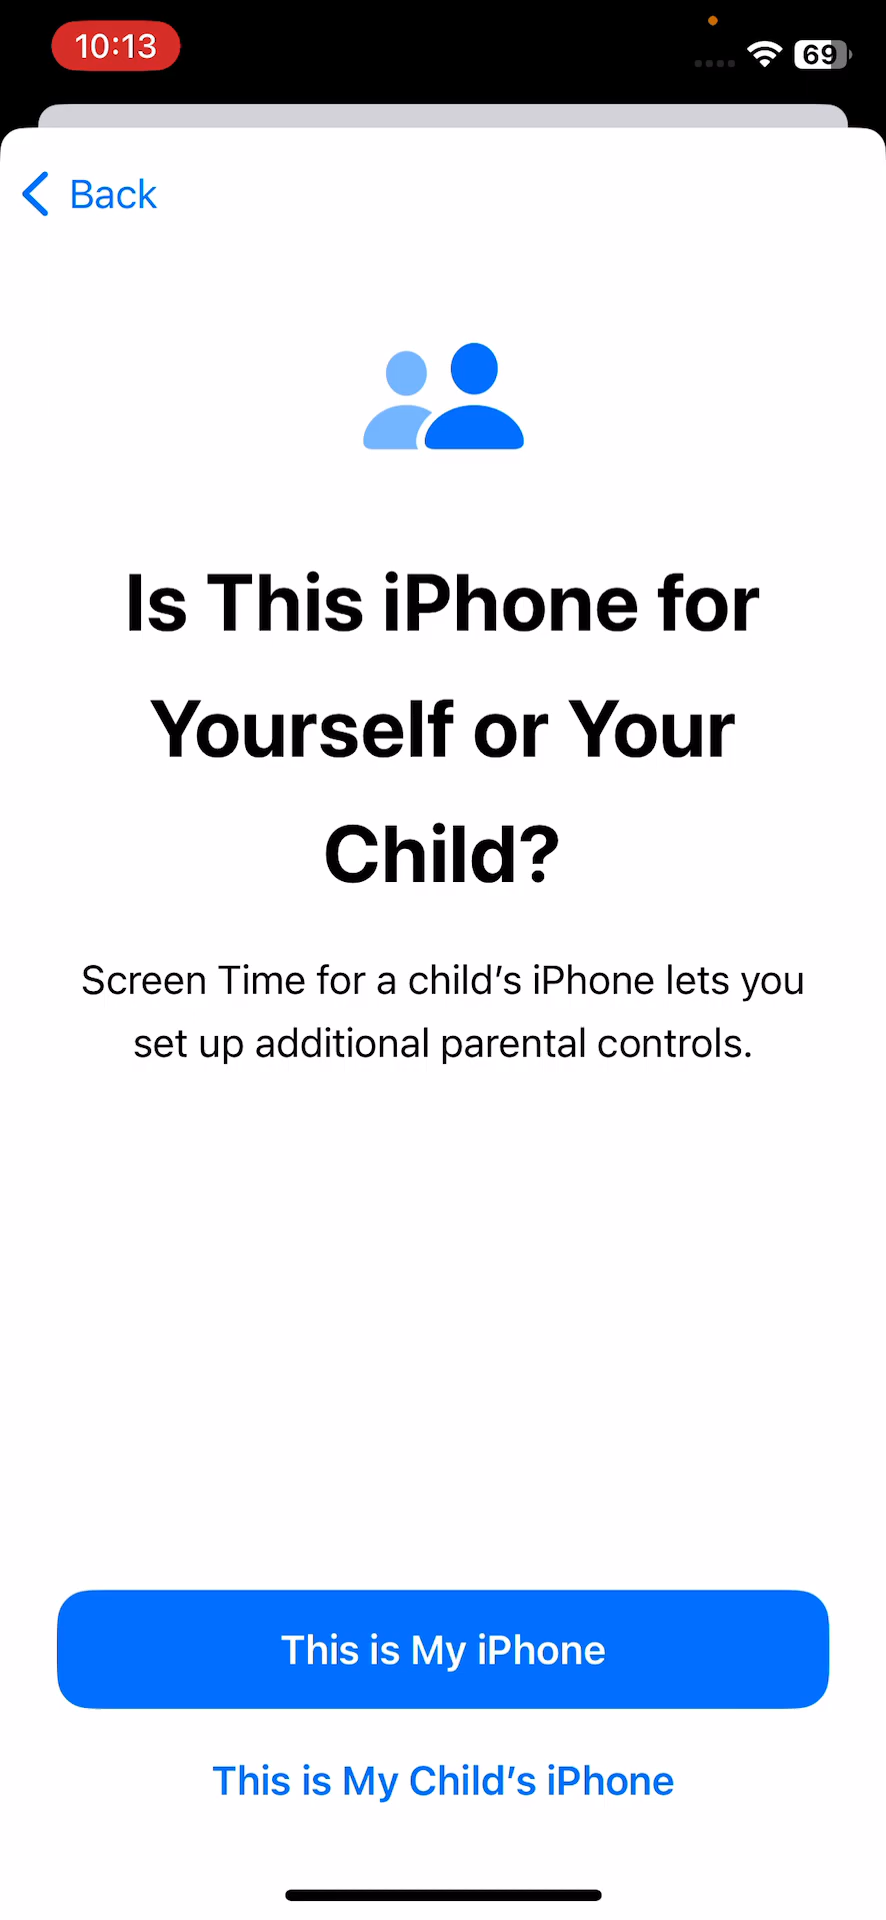 10:13
69
Back
Is This iPhone for
Yourself or Your
Child?
Screen Time for a child’s iPhone lets you
set up additional parental controls.
This is My iPhone
This is My Child’s iPhone